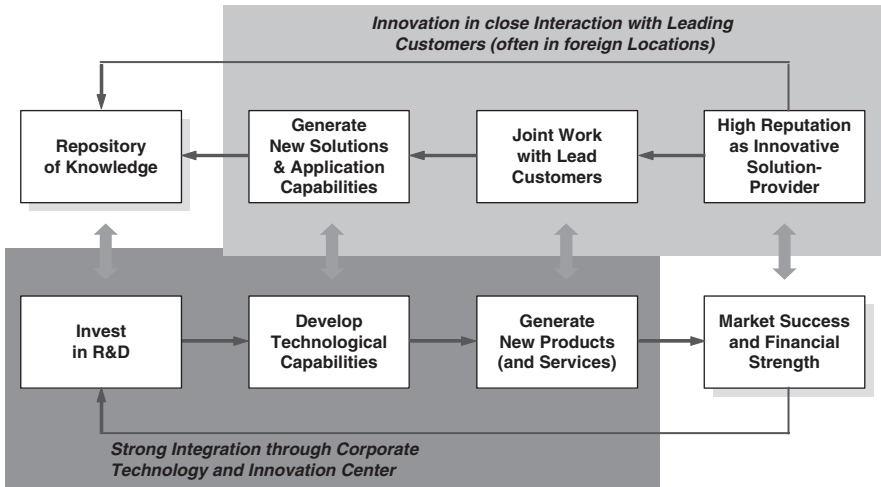 Innovation in close Interaction with Leading
Customers (often in foreign Locations)
Repository
of Knowledge
Generate
New Solutions
& Application
Capabilities
Joint Work
with Lead
Customers
High Reputation
as Innovative
Solution-
Provider
Invest
in R&D
Develop
Technological
Capabilities
Generate
New Products
(and Services)
Market Success
and Financial
Strength
Strong Integration through Corporate
Technology and Innovation Center